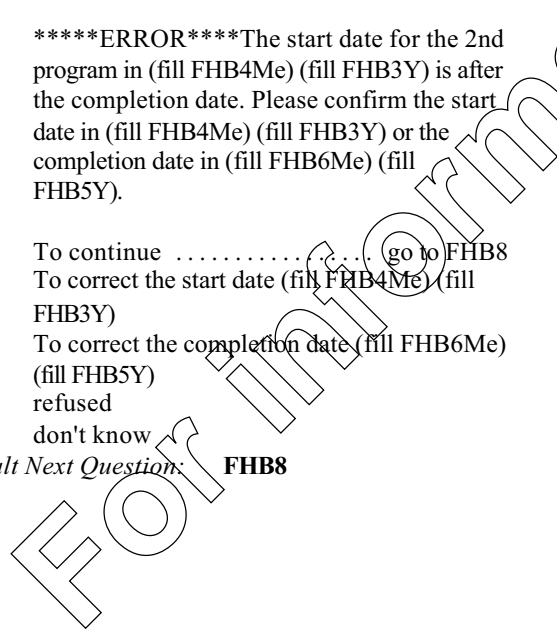 *****ERROR****The start date for the 2nd
program in (fill FHB4Me) (fill FHB3Y) is after
the completion date. Please confirm the start
date in (fill FHB4Me) (fill FHB3Y) or the
completion date in (fill FHB6Me) (fill
FHB5Y).
To continue .................. go to FHB8
To correct the start date (fill FHB4Me) (fill
FHB3Y)
To correct the completion date (fill FHB6Me)
(fill FHB5Y)
refused
don't know
Next Question: FHB8
For inform